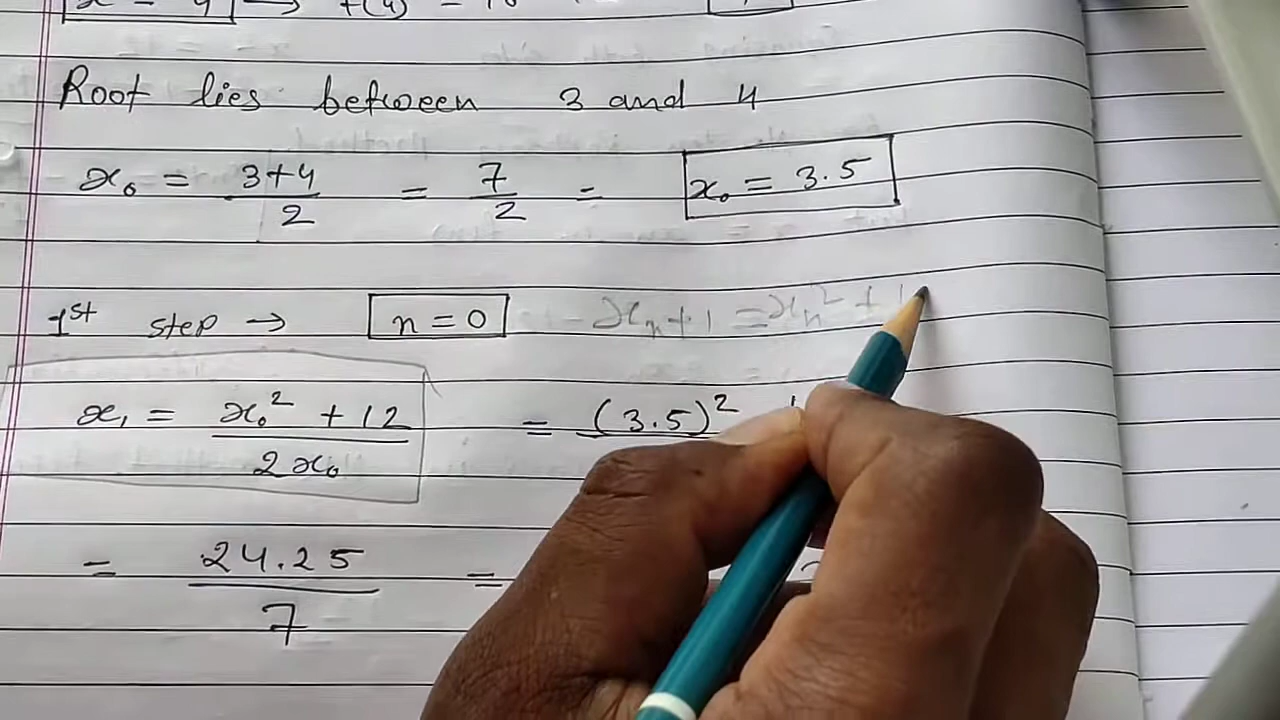 Root lies between 3 and 4
x₀ = 3+4/2 = 7/2 = x₀ = 3.5
1st step → n = 0 xₙ+1 = xₙ² +
x₁ = x₀² + 12/2x₀ = (3.5)²
= 24.25/7 =